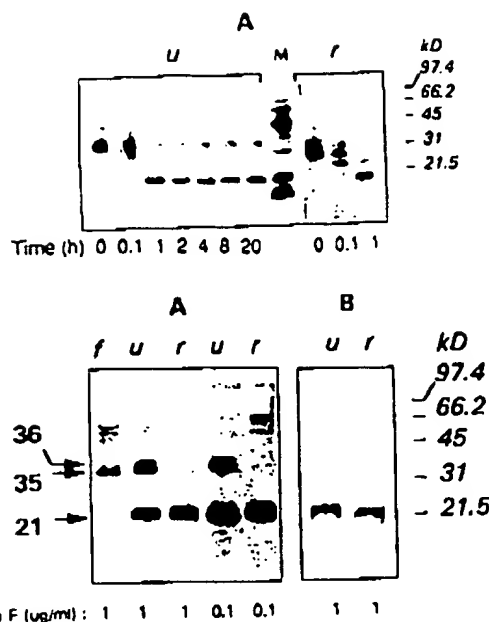 A
u M r kD
97.4
66.2
45
31
21.5
Time (h) 0 0.1 1 2 4 8 20 0 0.1 1
A B
f u r u r u r kD
97.4
66.2
36
45
35
31
21
21.5
F (ug/ml) : 1 1 1 0.1 0.1 1 1